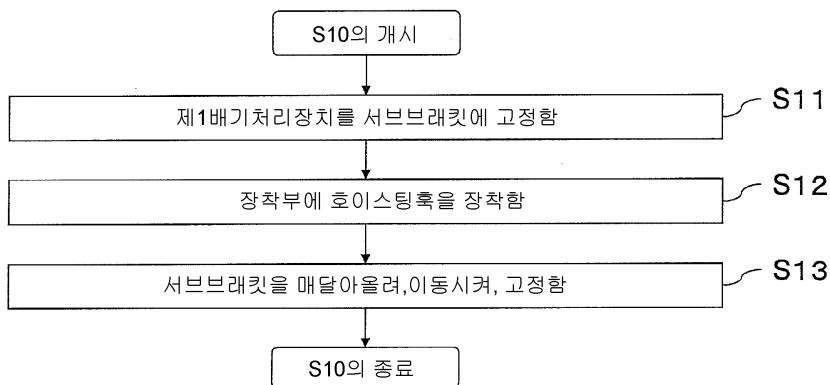 S10의 개시
제1배기처리장치를 서브브래킷에 고정함
S11
장착부에 호이스팅훅을 장착함
S12
서브브래킷을 매달아올려,이동시켜, 고정함
S13
S10의 종료